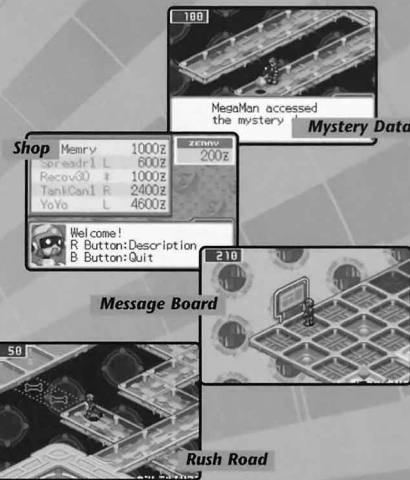 100
MegaMan accessed
the mystery
Mystery Data
Shop
Memry 1000z
Spreadr1 L 600z
Recov30 * 1000z
TankCan1 R 2400z
YoYo L 4600z
ZENNY
200z
Welcome!
R Button:Description
B Button:Quit
210
Message Board
50
Rush Road